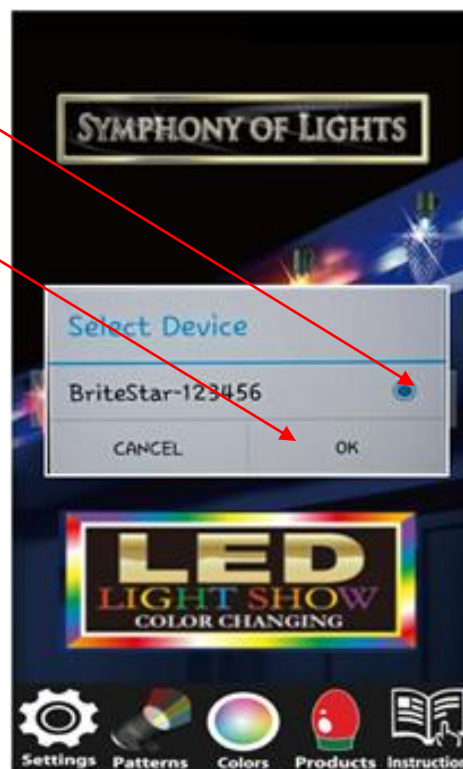 SYMPHONY OF LIGHTS
Select Device
BriteStar-123456
CANCEL OK
LED
LIGHT SHOW
COLOR CHANGING
Settings Patterns Colors Products Instruction